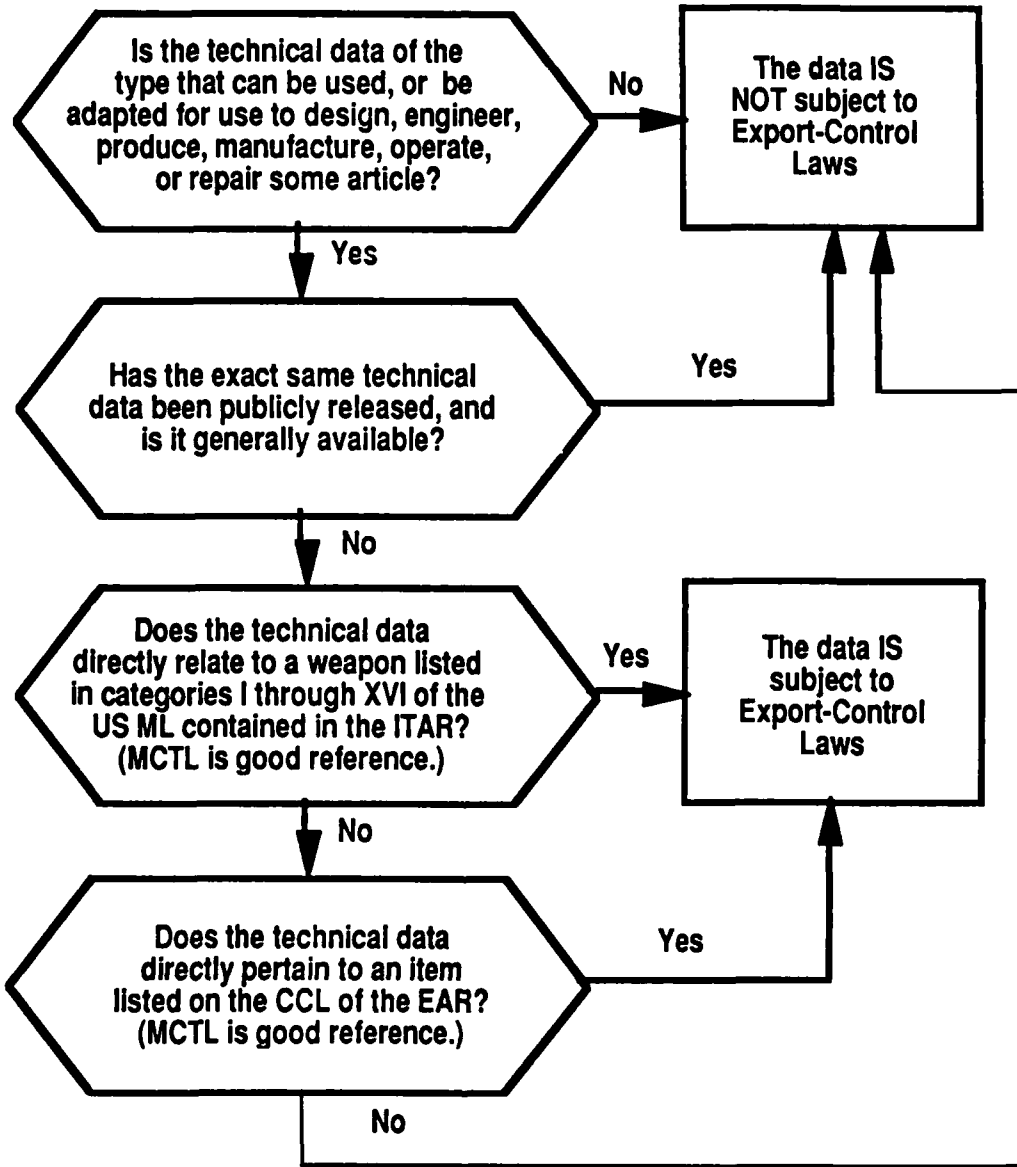 Is the technical data of the
type that can be used, or be
adapted for use to design, engineer,
produce, manufacture, operate,
or repair some article?
No
The data IS
NOT subject to
Export-Control
Laws
Yes
Has the exact same technical
data been publicly released, and
is it generally available?
Yes
No
Does the technical data
directly relate to a weapon listed
in categories I through XVI of the
US ML contained in the ITAR?
(MCTL is good reference.)
Yes
The data IS
subject to
Export-Control
Laws
No
Does the technical data
directly pertain to an item
listed on the CCL of the EAR?
(MCTL is good reference.)
Yes
No